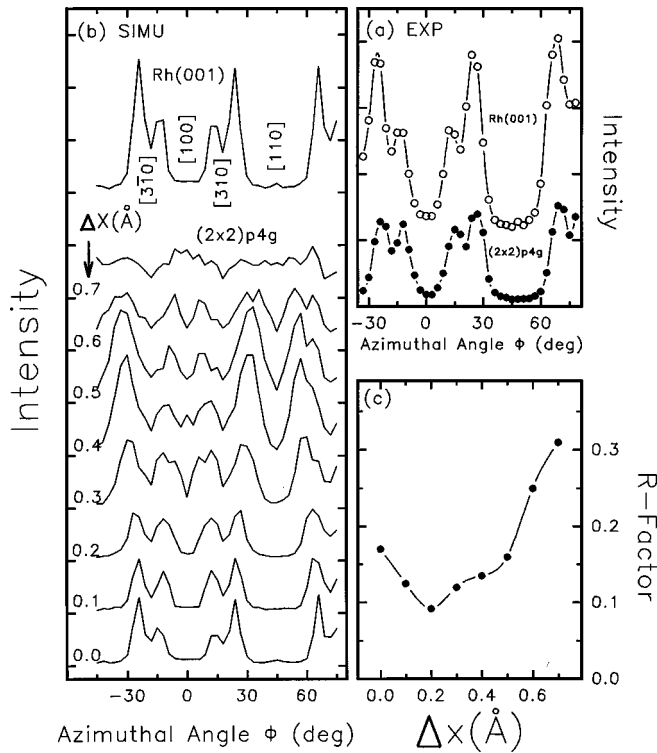 (b) SIMU
Rh(001)
[3̄10]
[100]
[310]
[110]
ΔX(Å)
(2x2)p4g
0.7
0.6
0.5
0.4
0.3
0.2
0.1
0.0
Intensity
-30 0 30 60
Azimuthal Angle Φ (deg)
(a) EXP
Rh(001)
(2x2)p4g
Intensity
-30 0 30 60
Azimuthal Angle Φ (deg)
(c)
0.3
0.2
0.1
0.0
R-Factor
0.0 0.2 0.4 0.6
Δx(Å)